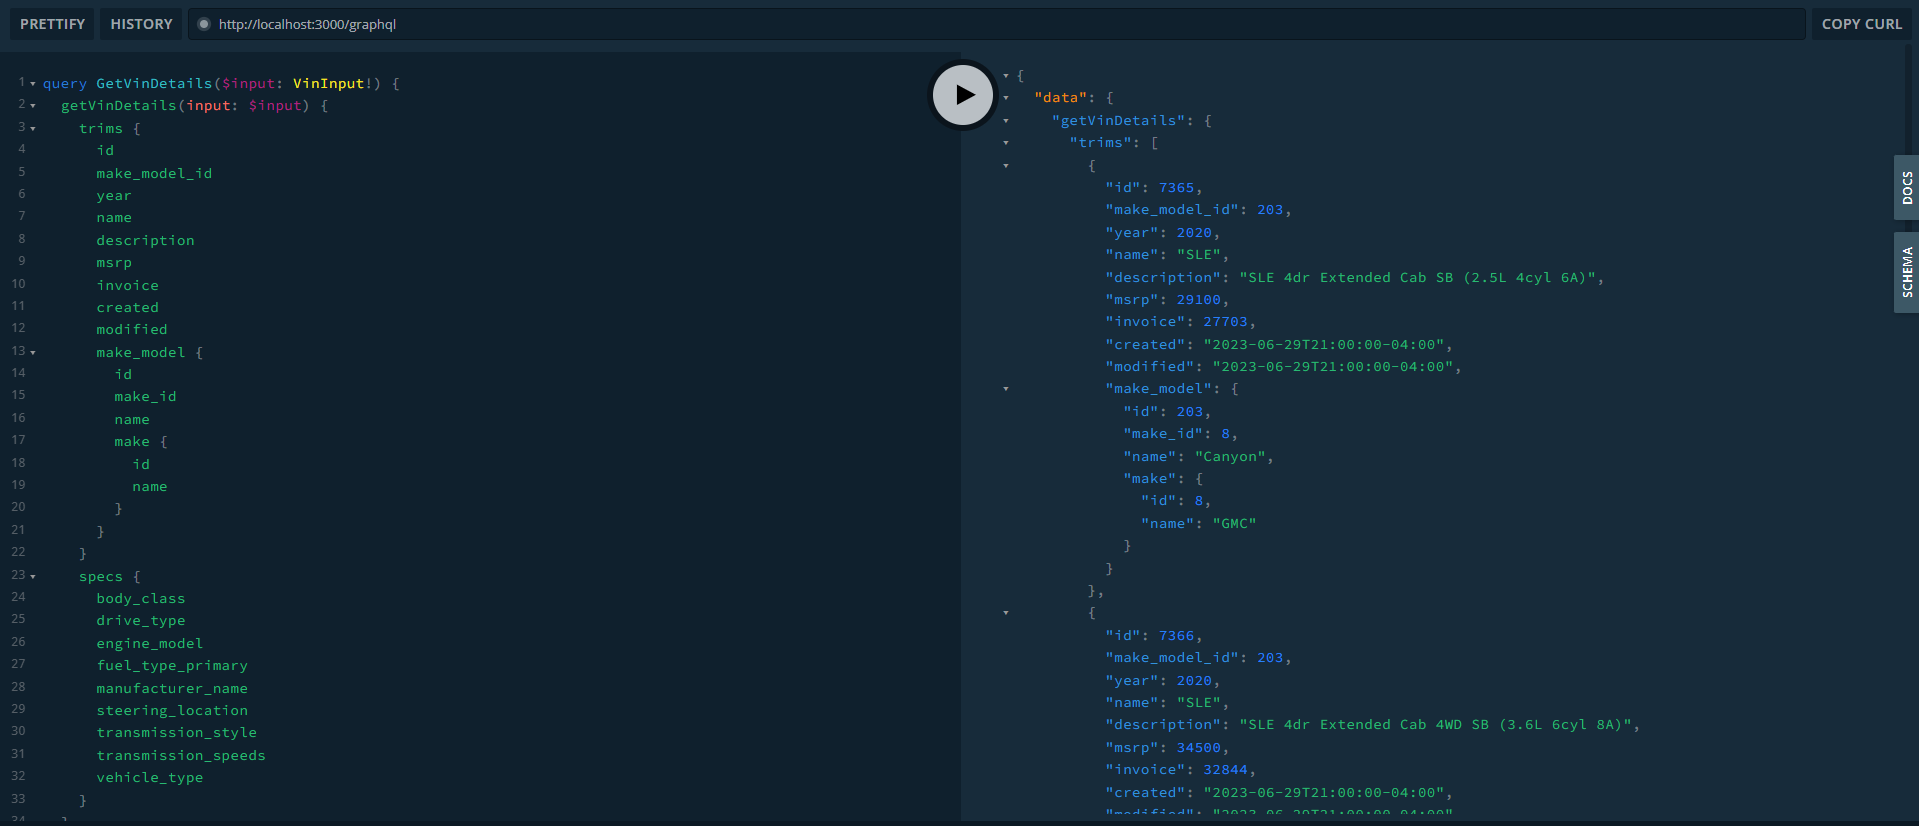 PRETTIFY HISTORY http://localhost:3000/graphql COPY CURL
1 query GetVinDetails($input: VinInput!) {
2 getVinDetails(input: $input) {
3 trims {
4 id
5 make_model_id
6 year
7 name
8 description
9 msrp
10 invoice
11 created
12 modified
13 make_model {
14 id
15 make_id
16 name
17 make {
18 id
19 name
20 }
21 }
22 }
23 specs {
24 body_class
25 drive_type
26 engine_model
27 fuel_type_primary
28 manufacturer_name
29 steering_location
30 transmission_style
31 transmission_speeds
32 vehicle_type
33 }
34 }
{
"data": {
"getVinDetails": {
"trims": [
{
"id": 7365,
"make_model_id": 203,
"year": 2020,
"name": "SLE",
"description": "SLE 4dr Extended Cab SB (2.5L 4cyl 6A)",
"msrp": 29100,
"invoice": 27703,
"created": "2023-06-29T21:00:00-04:00",
"modified": "2023-06-29T21:00:00-04:00",
"make_model": {
"id": 203,
"make_id": 8,
"name": "Canyon",
"make": {
"id": 8,
"name": "GMC"
}
}
},
{
"id": 7366,
"make_model_id": 203,
"year": 2020,
"name": "SLE",
"description": "SLE 4dr Extended Cab 4WD SB (3.6L 6cyl 8A)",
"msrp": 34500,
"invoice": 32844,
"created": "2023-06-29T21:00:00-04:00",
"modified": "2023-06-29T21:00:00-04:00",
DOCS
SCHEMA